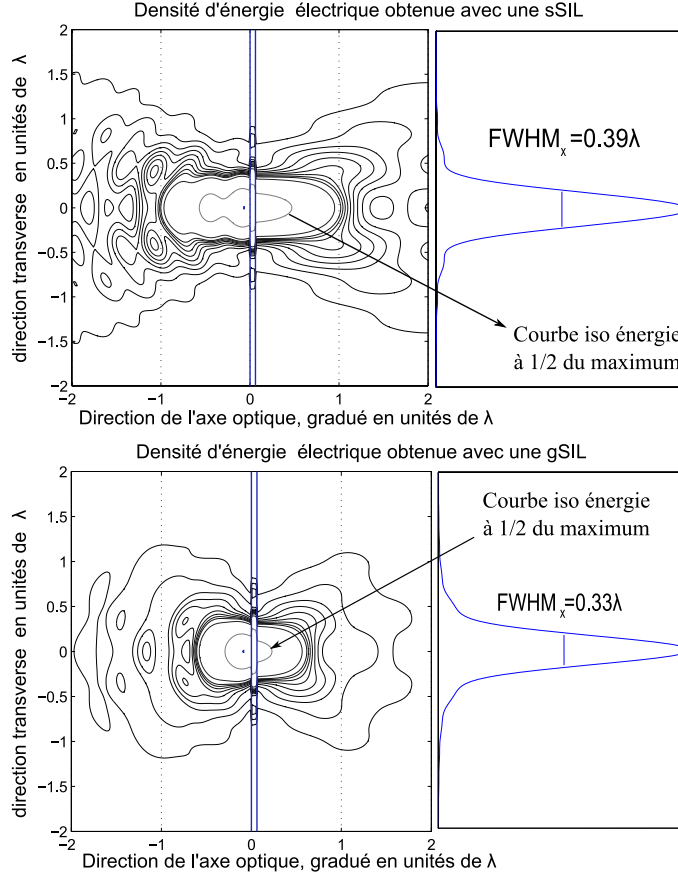 Densité d'énergie électrique obtenue avec une sSIL
2
1.5
1
0.5
0
−0.5
−1
−1.5
−2
direction transverse en unités de λ
FWHMx=0.39λ
Courbe iso énergie
à 1/2 du maximum
−2
−1
0
1
2
Direction de l'axe optique, gradué en unités de λ
Densité d'énergie électrique obtenue avec une gSIL
2
1.5
1
0.5
0
−0.5
−1
−1.5
−2
direction transverse en unités de λ
Courbe iso énergie
à 1/2 du maximum
FWHMx=0.33λ
−2
−1
0
1
2
Direction de l'axe optique, gradué en unités de λ